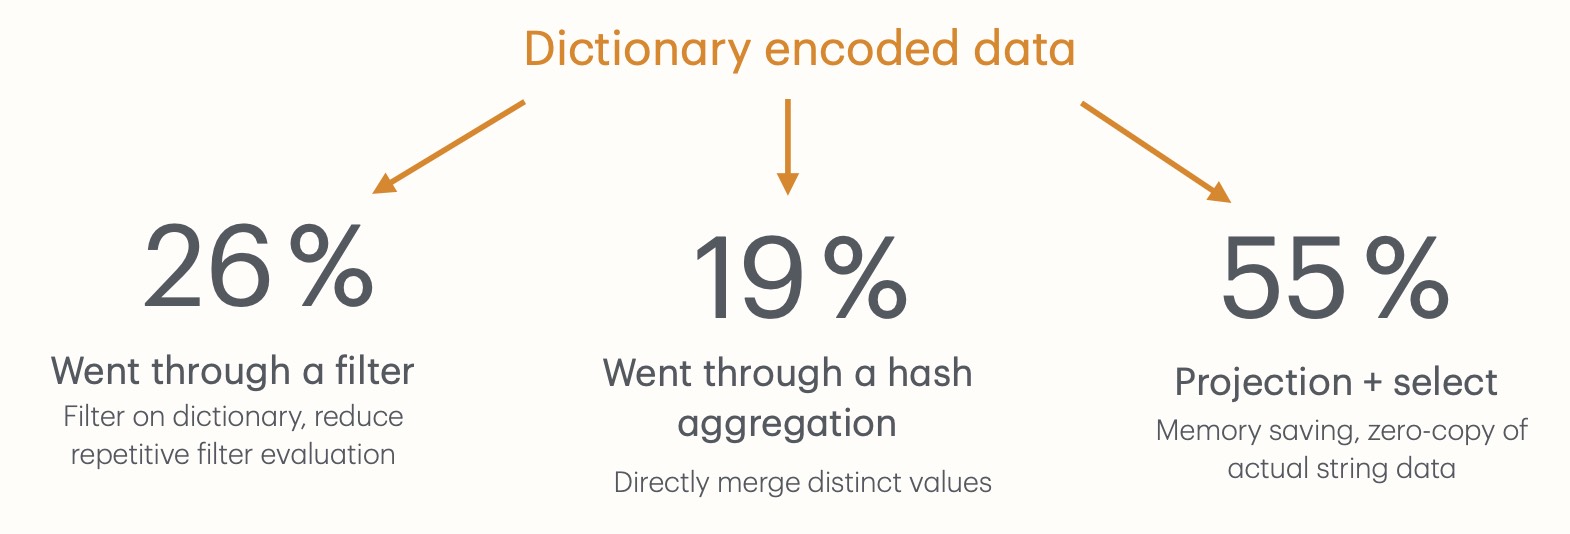 Dictionary encoded data
26 %
Went through a filter
Filter on dictionary, reduce
repetitive filter evaluation
19 %
Went through a hash
aggregation
Directly merge distinct values
55 %
Projection + select
Memory saving, zero-copy of
actual string data